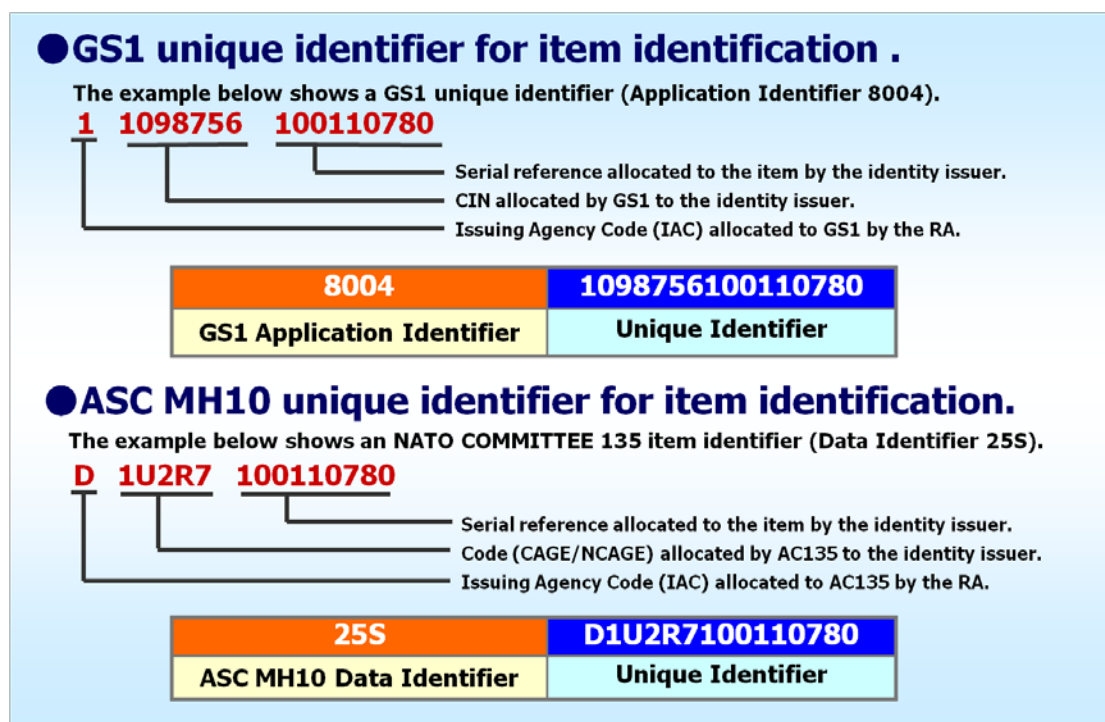 ●GS1 unique identifier for item identification .
The example below shows a GS1 unique identifier (Application Identifier 8004).
1 1098756 100110780
Serial reference allocated to the item by the identity issuer.
CIN allocated by GS1 to the identity issuer.
Issuing Agency Code (IAC) allocated to GS1 by the RA.
8004 1098756100110780
GS1 Application Identifier Unique Identifier
●ASC MH10 unique identifier for item identification.
The example below shows an NATO COMMITTEE 135 item identifier (Data Identifier 25S).
D 1U2R7 100110780
Serial reference allocated to the item by the identity issuer.
Code (CAGE/NCAGE) allocated by AC135 to the identity issuer.
Issuing Agency Code (IAC) allocated to AC135 by the RA.
25S D1U2R7100110780
ASC MH10 Data Identifier Unique Identifier